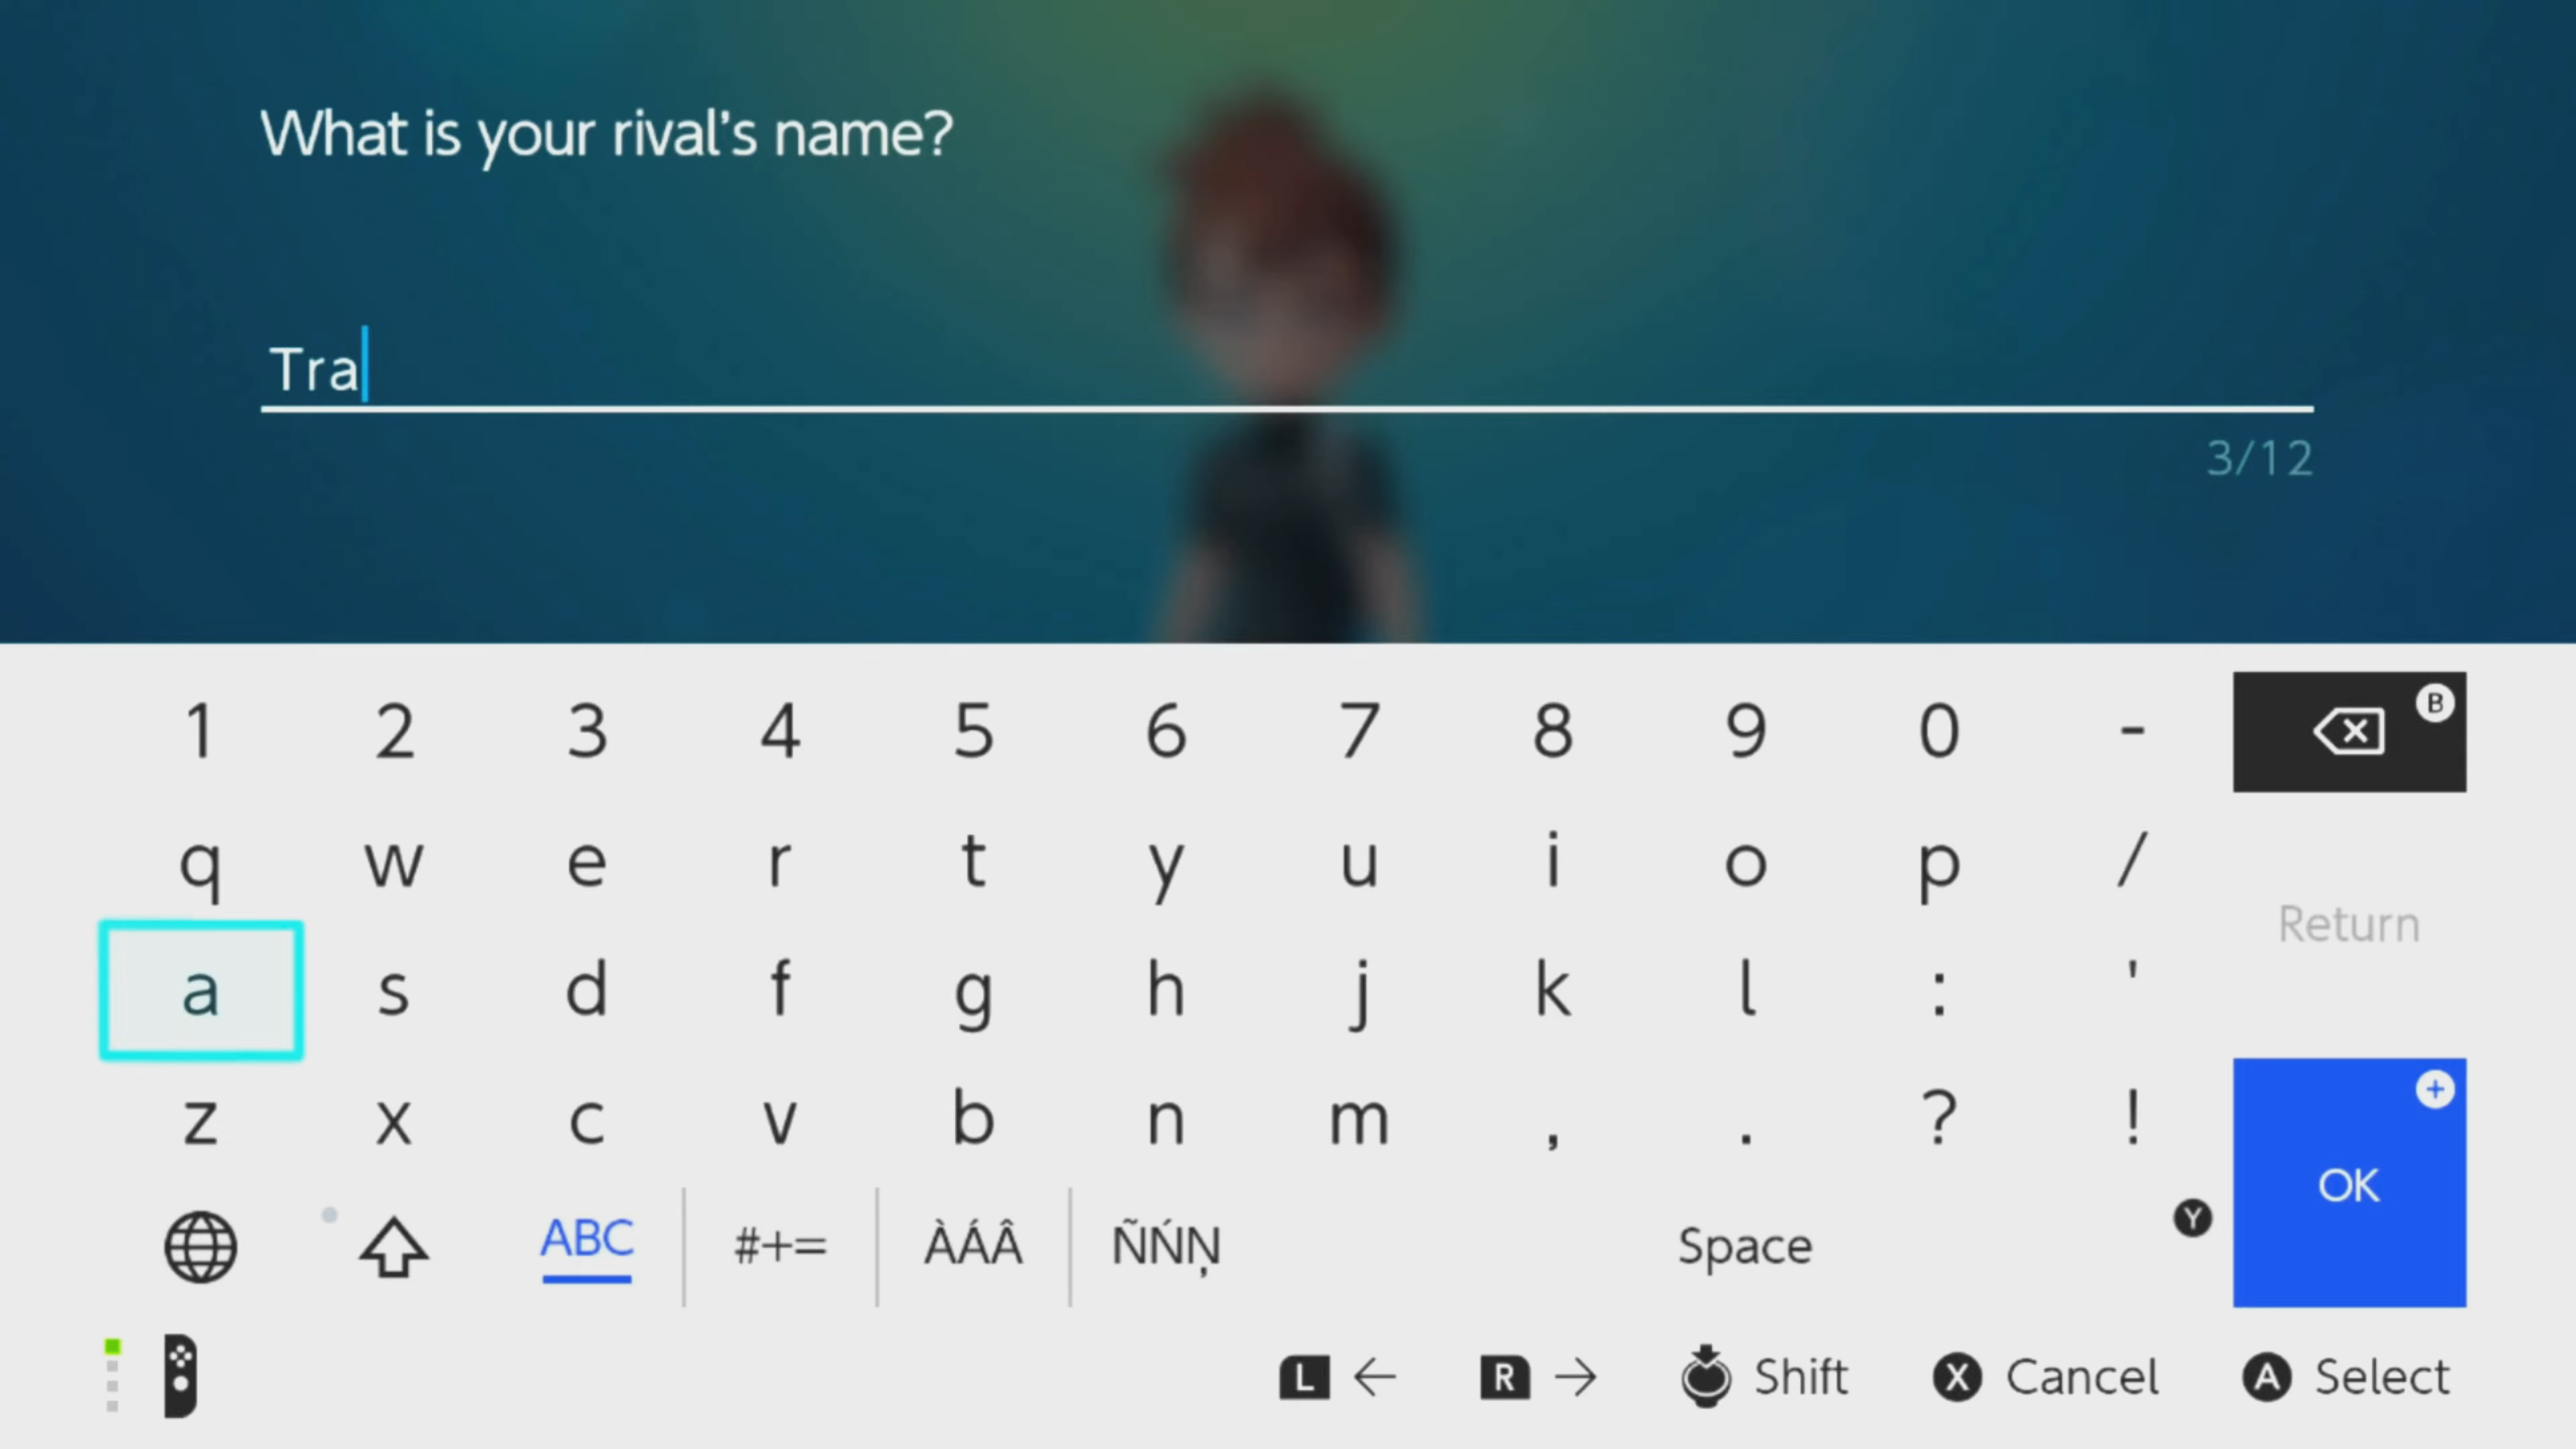 What is your rival's name?
Tra
3/12
1 2 3 4 5 6 7 8 9 0 - B
q w e r t y u i o p /
Return
a s d f g h j k l : '
z x c v b n m , . ? ! +
OK
ABC #+= ÀÁÂ ÑŃŅ Space Y
L ← R → Shift X Cancel A Select